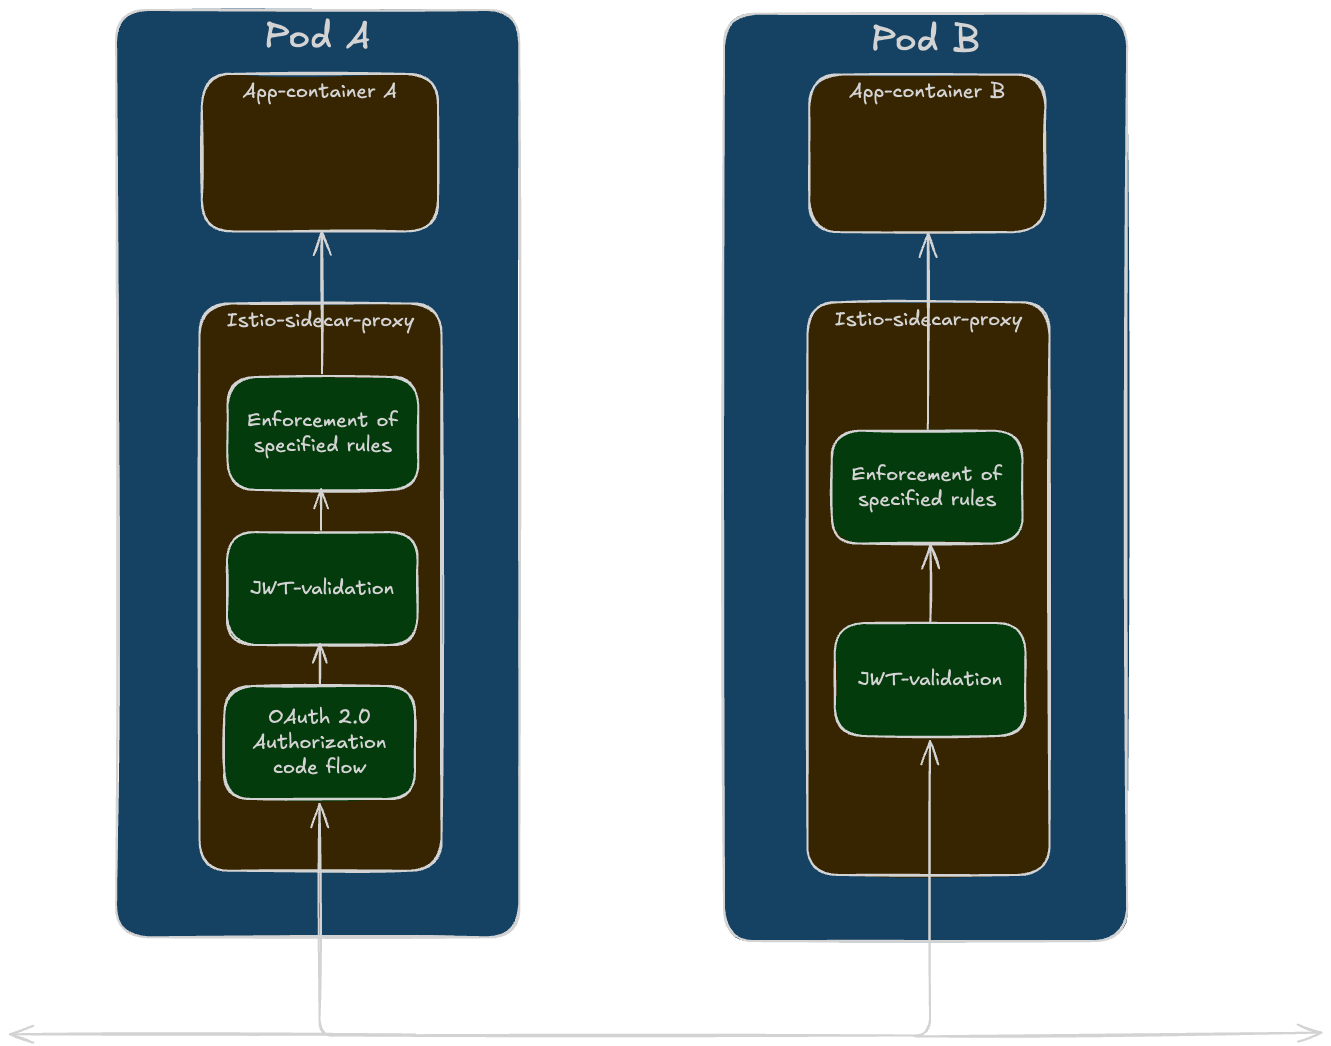 Pod A
App-container A
Istio-sidecar-proxy
Enforcement of
specified rules
JWT-validation
OAuth 2.0
Authorization
code flow
Pod B
App-container B
Istio-sidecar-proxy
Enforcement of
specified rules
JWT-validation